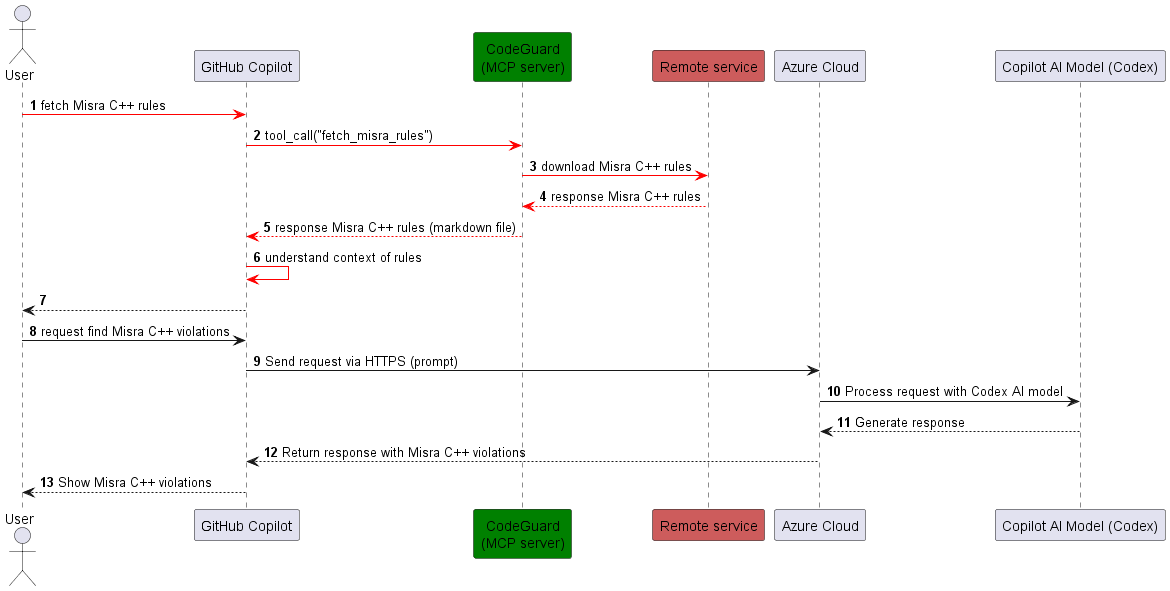 User
GitHub Copilot
CodeGuard
(MCP server)
Remote service
Azure Cloud
Copilot AI Model (Codex)
1 fetch Misra C++ rules
2 tool_call("fetch_misra_rules")
3 download Misra C++ rules
4 response Misra C++ rules
5 response Misra C++ rules (markdown file)
6 understand context of rules
7
8 request find Misra C++ violations
9 Send request via HTTPS (prompt)
10 Process request with Codex AI model
11 Generate response
12 Return response with Misra C++ violations
13 Show Misra C++ violations
User
GitHub Copilot
CodeGuard
(MCP server)
Remote service
Azure Cloud
Copilot AI Model (Codex)